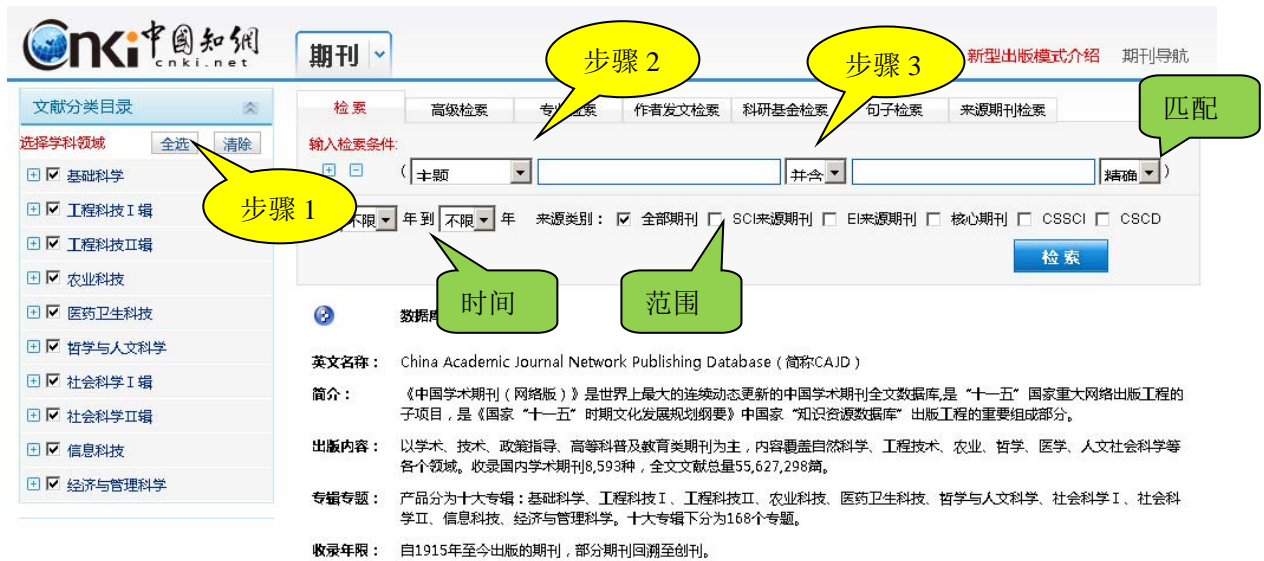 cnki 中国知网
cnki.net
期刊
步骤 2
步骤 3
新型出版模式介绍 期刊导航
匹配
文献分类目录
选择学科领域 全选 清除
基础科学
工程科技Ⅰ辑
工程科技Ⅱ辑
农业科技
医药卫生科技
哲学与人文科学
社会科学Ⅰ辑
社会科学Ⅱ辑
信息科技
经济与管理科学
步骤 1
检索 高级检索 专业检索 作者发文检索 科研基金检索 句子检索 来源期刊检索
输入检索条件:
( 主题 并含 精确 )
不限 年 到 不限 年 来源类别: 全部期刊 SCI来源期刊 EI来源期刊 核心期刊 CSSCI CSCD
检索
时间
范围
数据库
英文名称: China Academic Journal Network Publishing Database(简称CAJD)
简介: 《中国学术期刊(网络版)》是世界上最大的连续动态更新的中国学术期刊全文数据库,是“十一五”国家重大网络出版工程的
子项目,是《国家“十一五”时期文化发展规划纲要》中国家“知识资源数据库”出版工程的重要组成部分。
出版内容: 以学术、技术、政策指导、高等科普及教育类期刊为主,内容覆盖自然科学、工程技术、农业、哲学、医学、人文社会科学等
各个领域。收录国内学术期刊8,593种,全文文献总量55,627,298篇。
专辑专题: 产品分为十大专辑:基础科学、工程科技Ⅰ、工程科技Ⅱ、农业科技、医药卫生科技、哲学与人文科学、社会科学Ⅰ、社会科
学Ⅱ、信息科技、经济与管理科学。十大专辑下分为168个专题。
收录年限: 自1915年至今出版的期刊,部分期刊回溯至创刊。